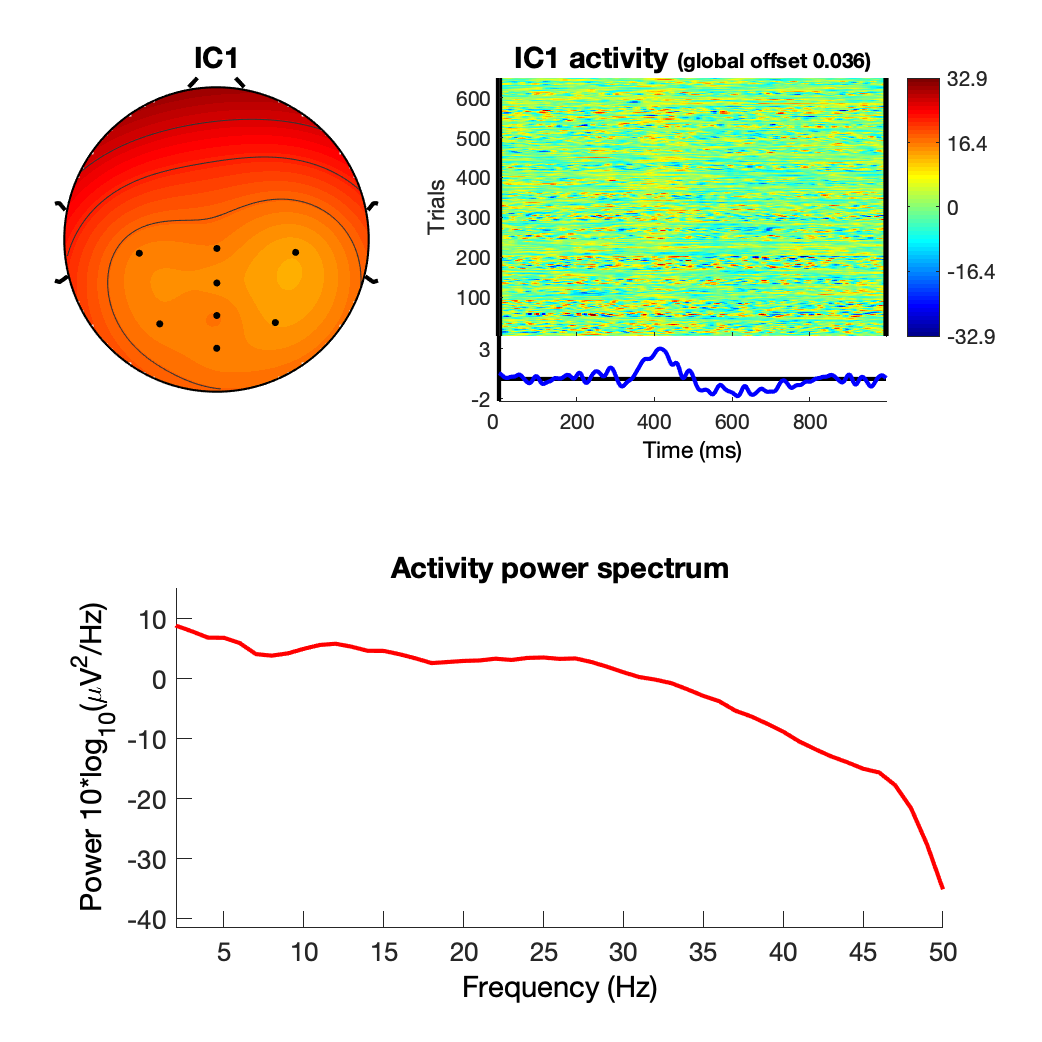 IC1
IC1 activity (global offset 0.036)
Trials
600
500
400
300
200
100
32.9
16.4
0
-16.4
-32.9
3
-2
0 200 400 600 800
Time (ms)
Activity power spectrum
Power 10*log10(μV2/Hz)
10
0
-10
-20
-30
-40
5 10 15 20 25 30 35 40 45 50
Frequency (Hz)